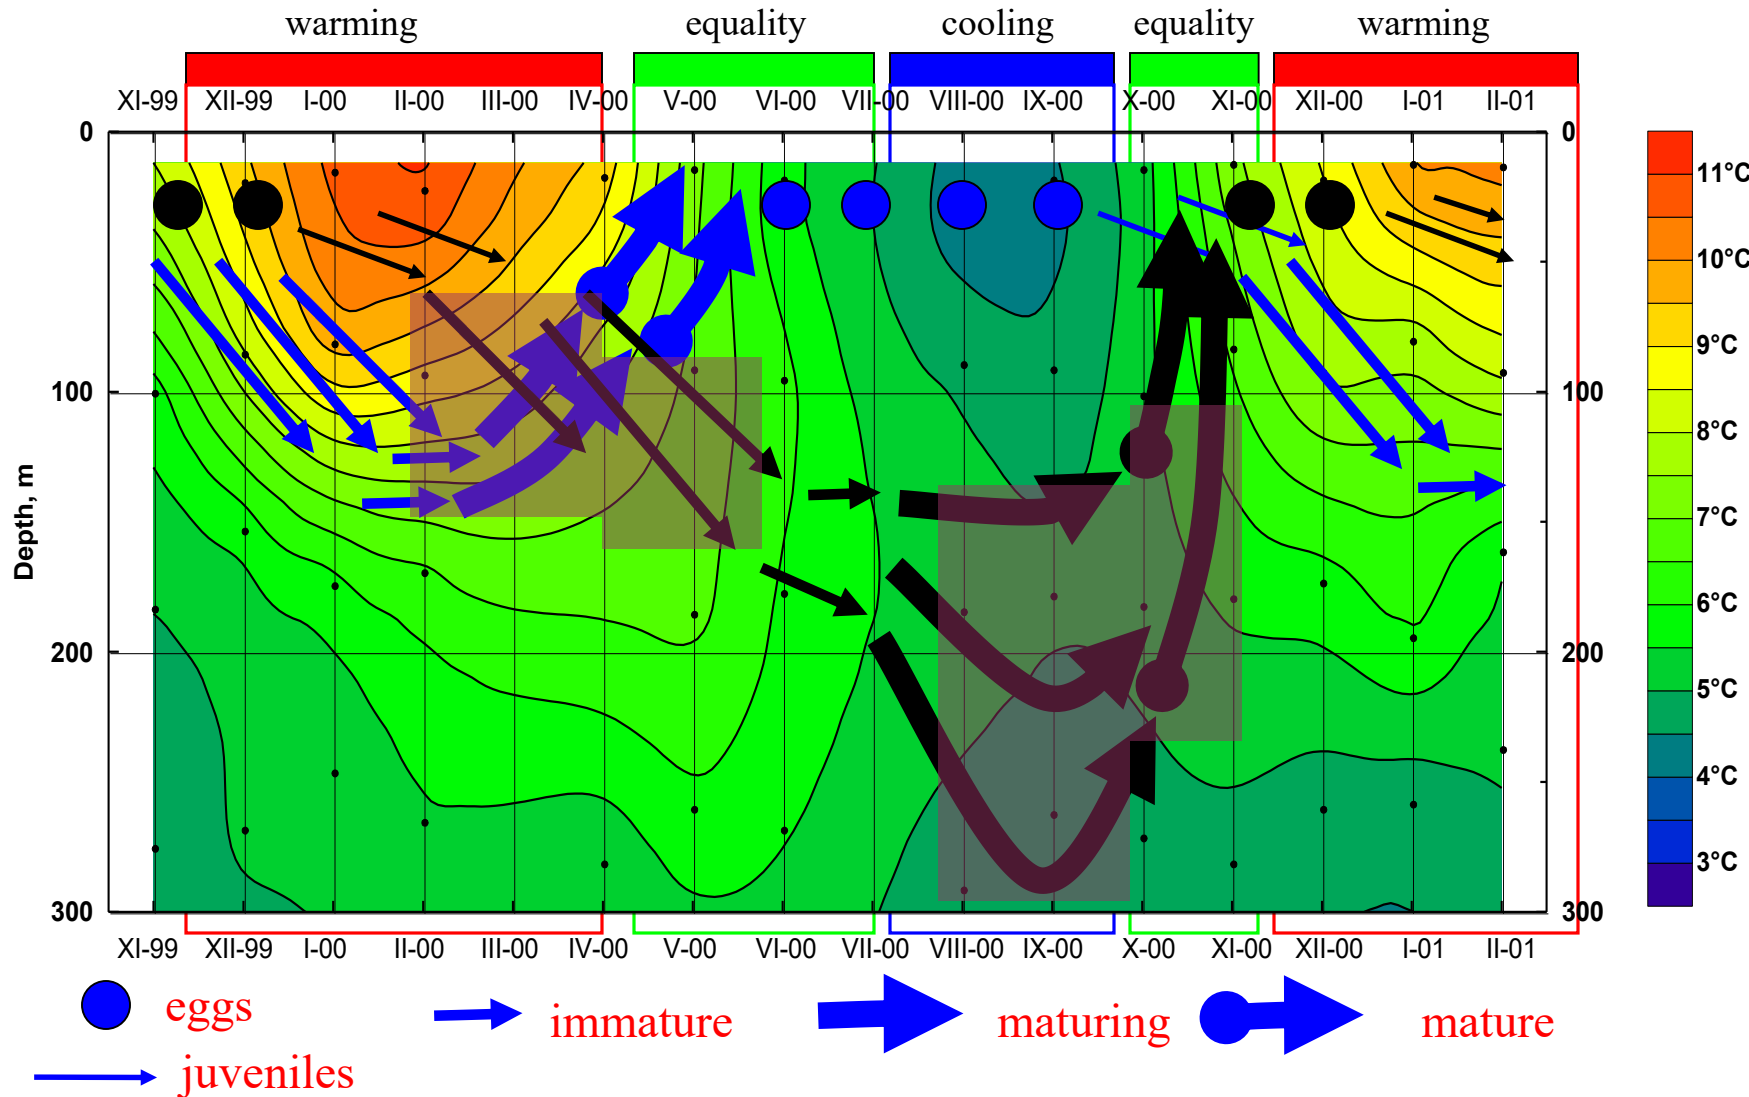 warming equality cooling equality warming
XI-99 XII-99 I-00 II-00 III-00 IV-00 V-00 VI-00 VII-00 VIII-00 IX-00 X-00 XI-00 XII-00 I-01 II-01
0 0
11°C
10°C
9°C
100 100
8°C
Depth, m
7°C
6°C
200 200
5°C
4°C
3°C
300 300
XI-99 XII-99 I-00 II-00 III-00 IV-00 V-00 VI-00 VII-00 VIII-00 IX-00 X-00 XI-00 XII-00 I-01 II-01
eggs immature maturing mature
juveniles